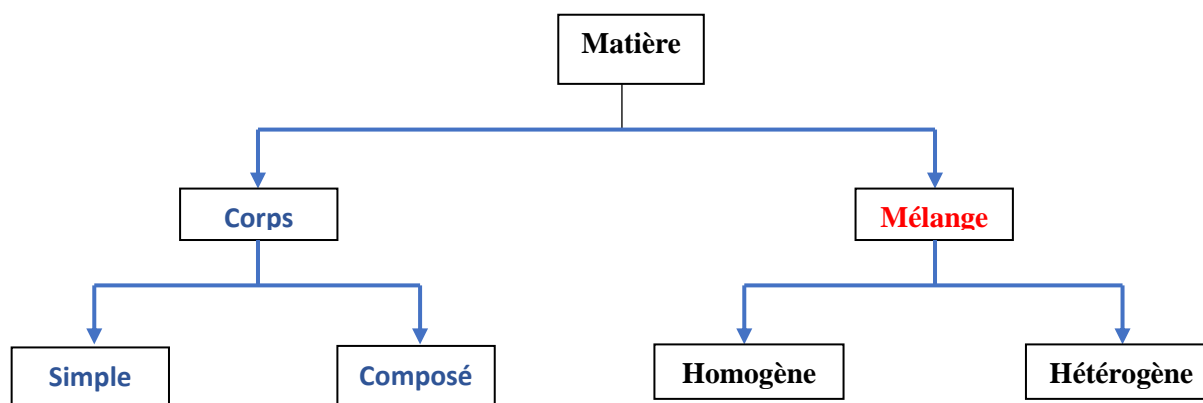 Matière
Corps
Mélange
Simple
Composé
Homogène
Hétérogène